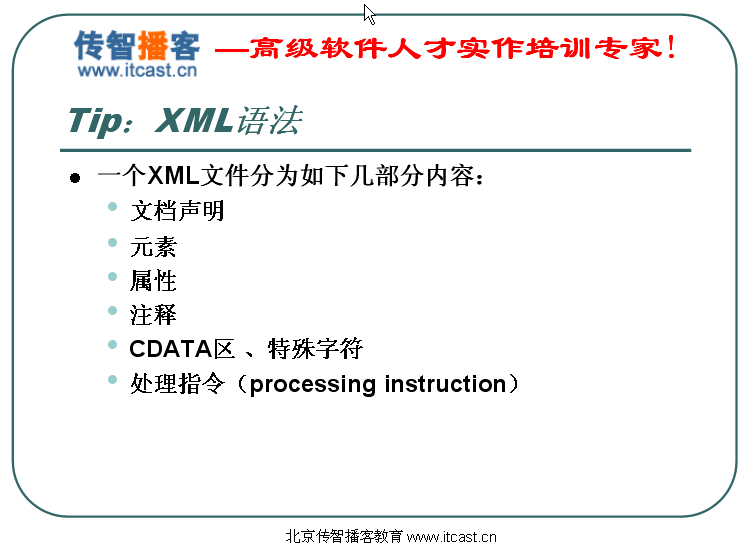 传智播客 —高级软件人才实作培训专家!
www.itcast.cn
Tip：XML语法
一个XML文件分为如下几部分内容：
文档声明
元素
属性
注释
CDATA区 、特殊字符
处理指令（processing instruction）
北京传智播客教育 www.itcast.cn